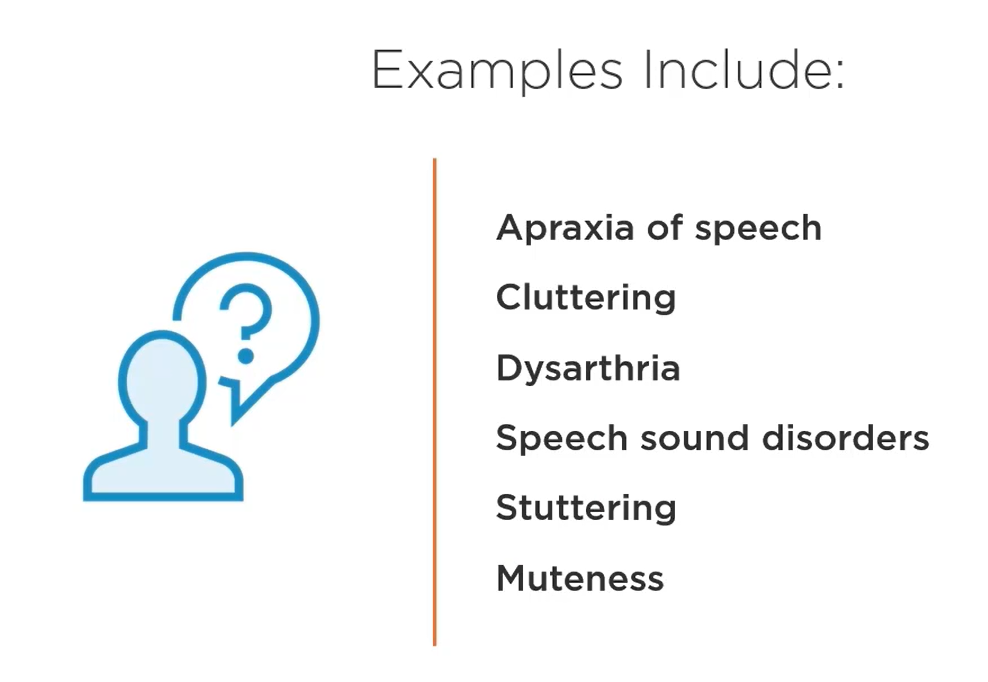 Examples Include:
Apraxia of speech
Cluttering
Dysarthria
Speech sound disorders
Stuttering
Muteness